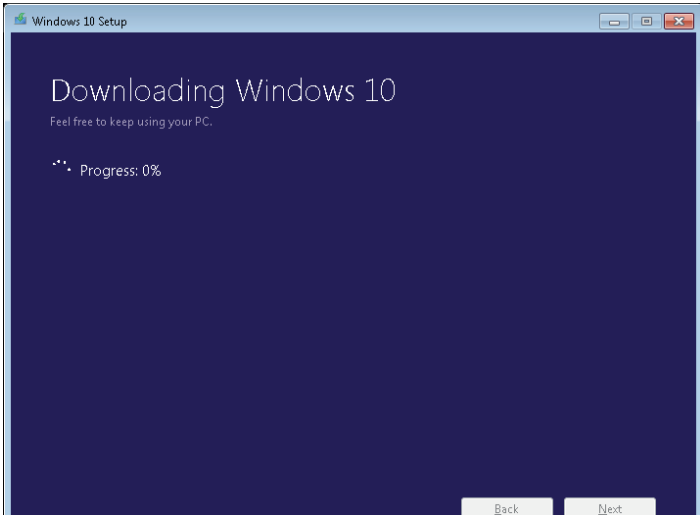 Windows 10 Setup
Downloading Windows 10
Feel free to keep using your PC.
Progress: 0%
Back
Next